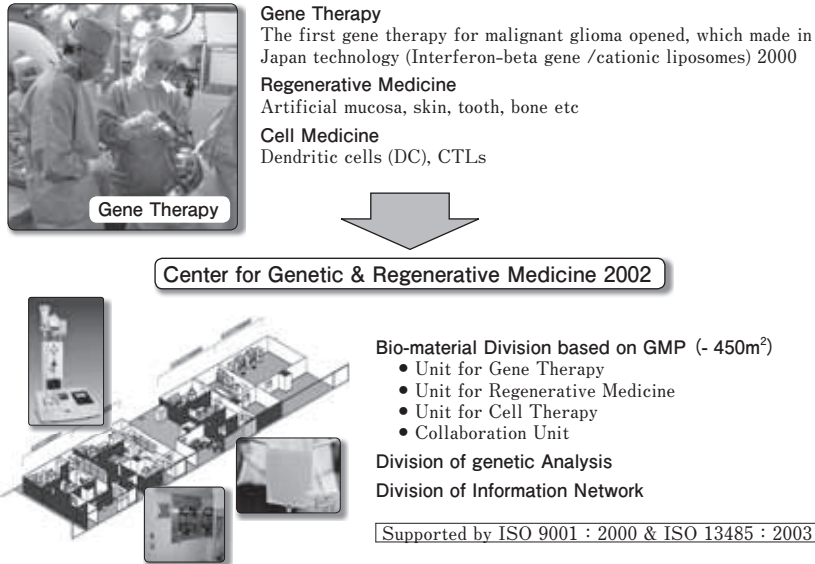 Gene Therapy
The first gene therapy for malignant glioma opened, which made in
Japan technology (Interferon-beta gene /cationic liposomes) 2000
Regenerative Medicine
Artificial mucosa, skin, tooth, bone etc
Cell Medicine
Dendritic cells (DC), CTLs
Gene Therapy
Center for Genetic & Regenerative Medicine 2002
Bio-material Division based on GMP (- 450m²)
• Unit for Gene Therapy
• Unit for Regenerative Medicine
• Unit for Cell Therapy
• Collaboration Unit
Division of genetic Analysis
Division of Information Network
Supported by ISO 9001 : 2000 & ISO 13485 : 2003